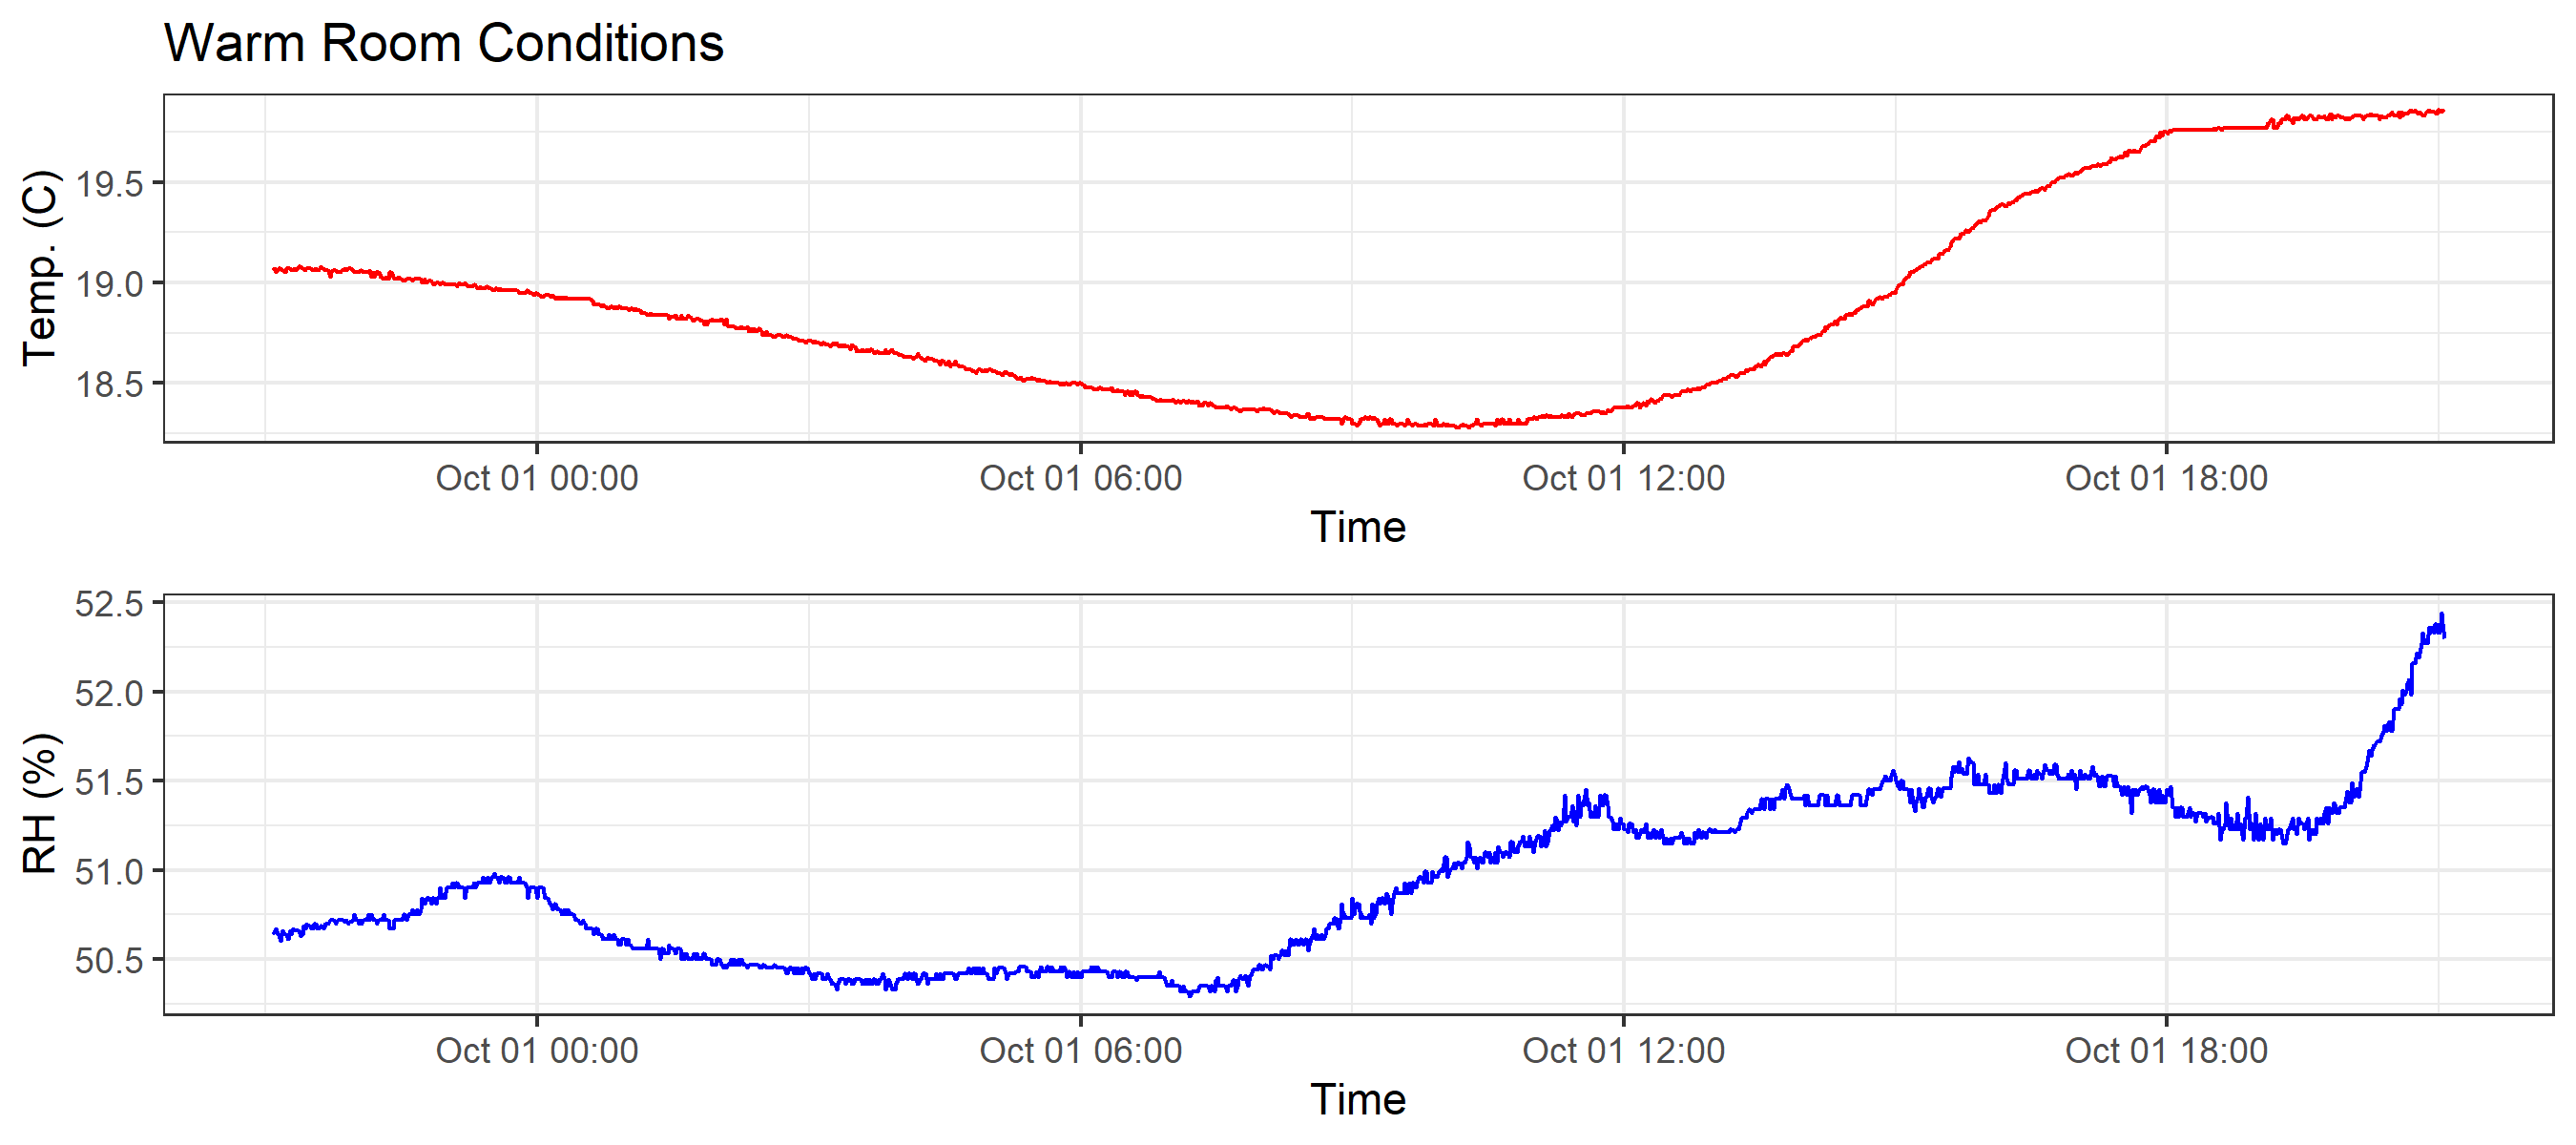 Warm Room Conditions
Temp. (C)
19.5
19.0
18.5
Oct 01 00:00 Oct 01 06:00 Oct 01 12:00 Oct 01 18:00
Time
RH (%)
52.5
52.0
51.5
51.0
50.5
Oct 01 00:00 Oct 01 06:00 Oct 01 12:00 Oct 01 18:00
Time